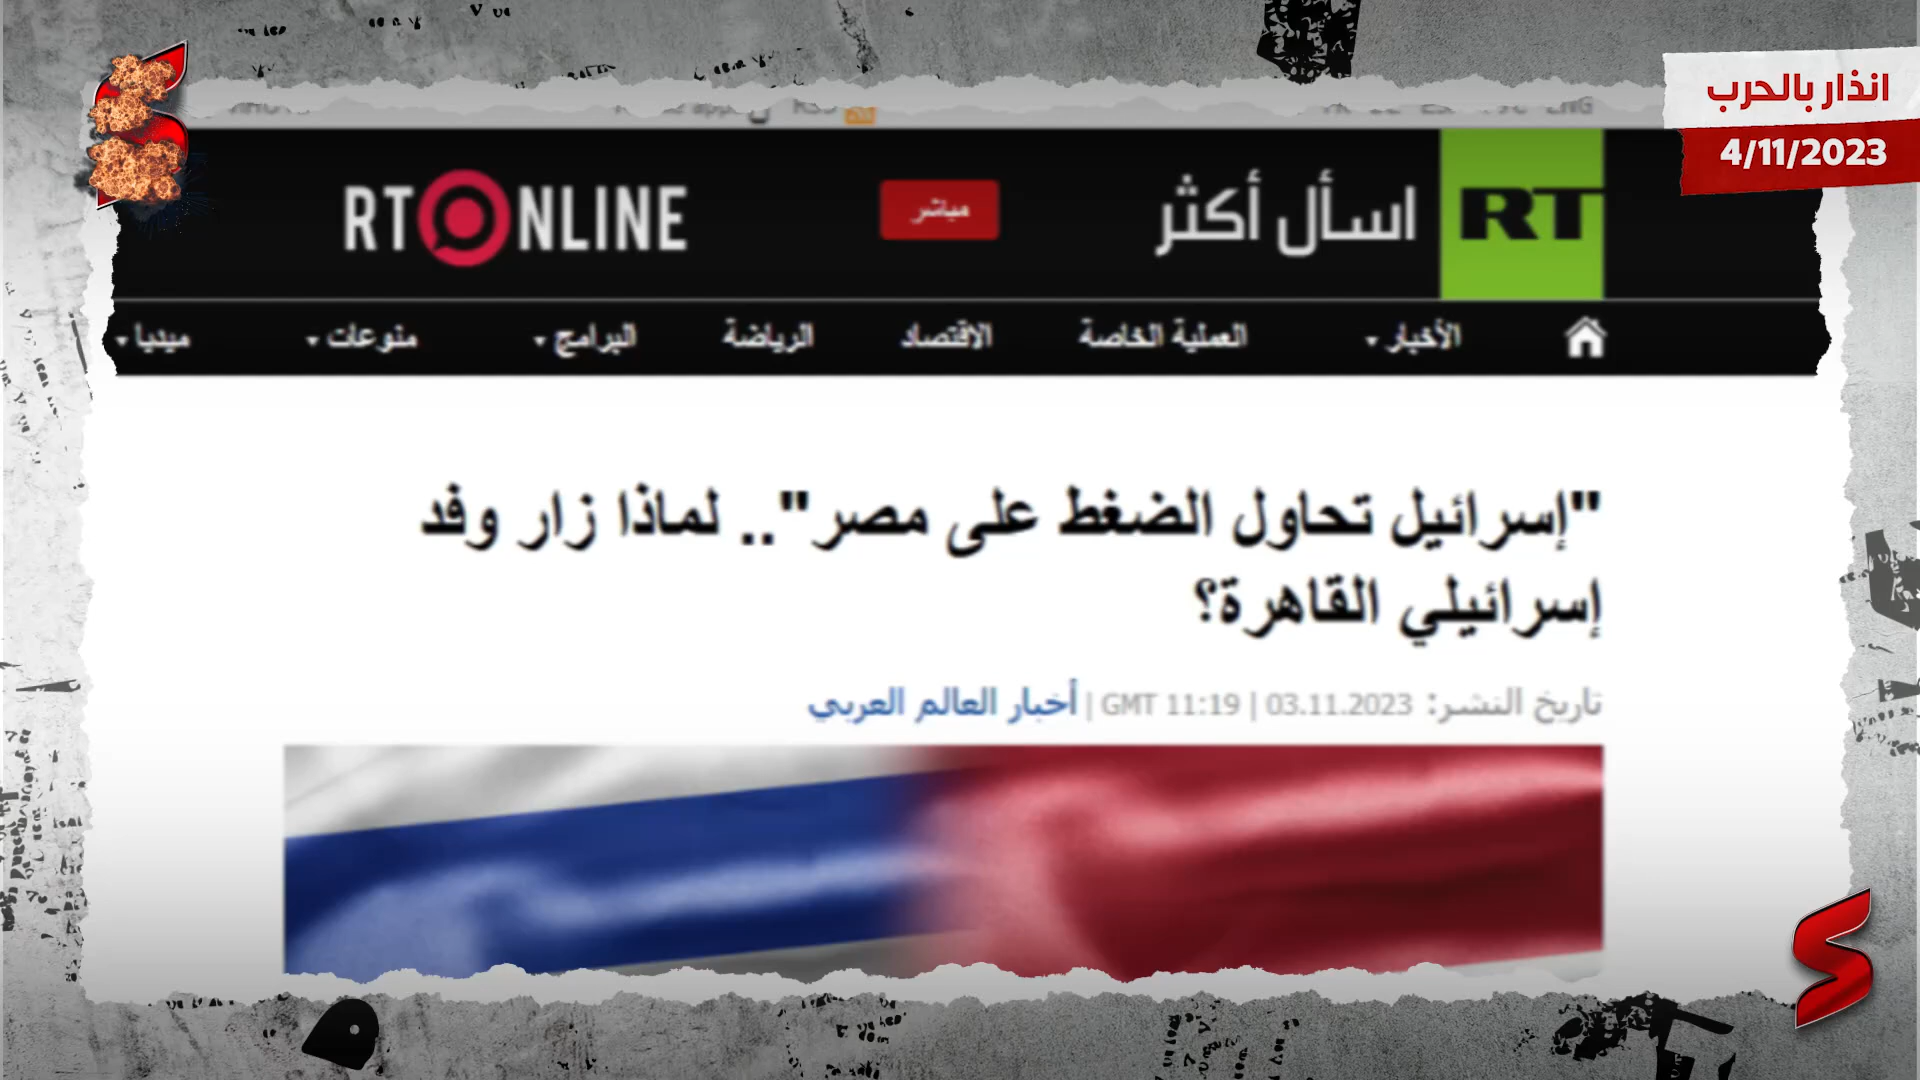 انذار بالحرب
4/11/2023
RT ONLINE
مباشر
اسأل أكثر
RT
الأخبار
العملية الخاصة
الاقتصاد
الرياضة
البرامج
منوعات
ميديا
"إسرائيل تحاول الضغط على مصر".. لماذا زار وفد
إسرائيلي القاهرة؟
تاريخ النشر: 03.11.2023 | 11:19 GMT | أخبار العالم العربي